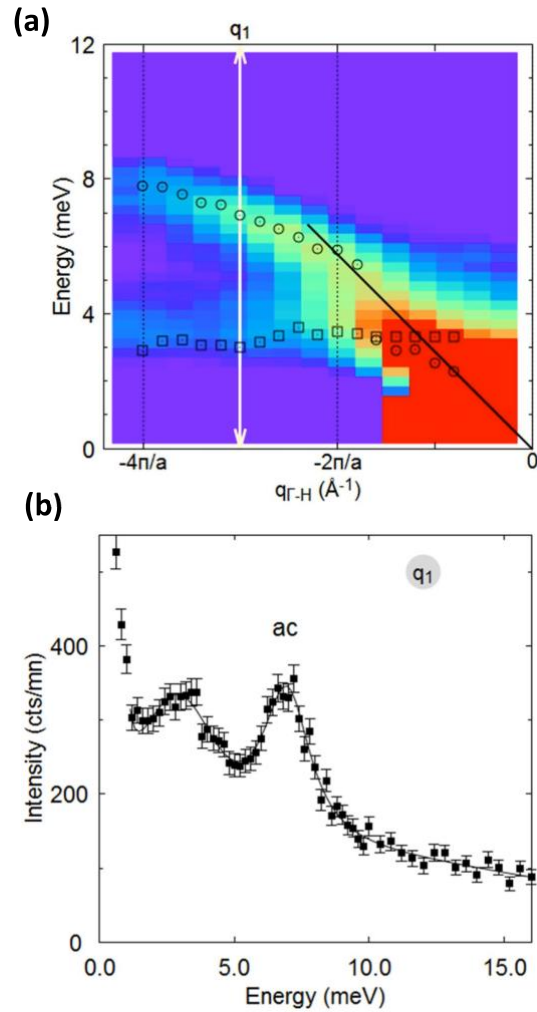 (a)
q1
12
8
4
0
Energy (meV)
-4π/a
-2π/a
0
qΓ-H (Å-1)
(b)
q1
ac
400
200
0
Intensity (cts/mn)
0.0
5.0
10.0
15.0
Energy (meV)